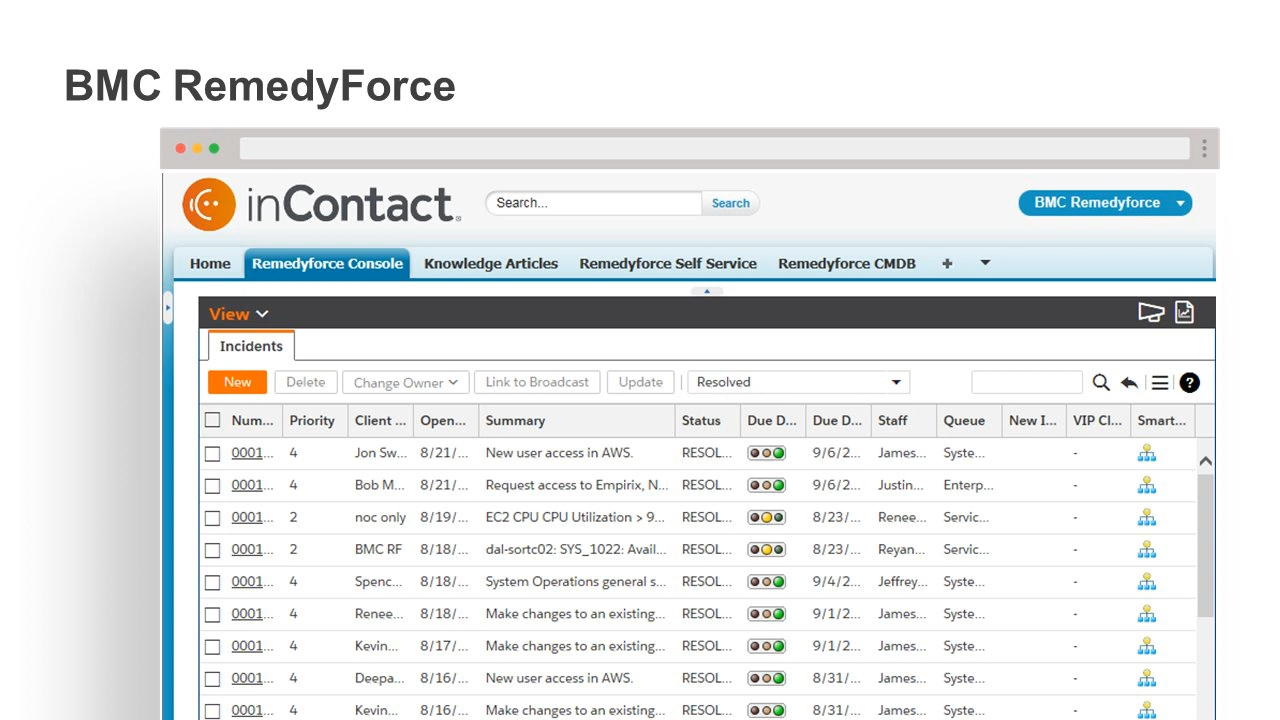 BMC RemedyForce
inContact®
Search...
Search
BMC Remedyforce
Home Remedyforce Console Knowledge Articles Remedyforce Self Service Remedyforce CMDB +
View
Incidents
New Delete Change Owner Link to Broadcast Update | Resolved ?
Num... Priority Client ... Open... Summary Status Due D... Due D... Staff Queue New I... VIP Cl... Smart...
0001... 4 Jon Sw... 8/21/... New user access in AWS. RESOL... 9/6/2... James... Syste... -
0001... 4 Bob M... 8/21/... Request access to Empirix, N... RESOL... 9/6/2... Justin... Enterp... -
0001... 2 noc only 8/19/... EC2 CPU CPU Utilization > 9... RESOL... 8/23/... Renee... Servic... -
0001... 2 BMC RF 8/18/... dal-sortc02: SYS_1022: Avail... RESOL... 8/23/... Reyan... Servic... -
0001... 4 Spenc... 8/18/... System Operations general s... RESOL... 9/4/2... Jeffrey... Syste... -
0001... 4 Renee... 8/18/... Make changes to an existing... RESOL... 9/1/2... James... Syste... -
0001... 4 Kevin... 8/17/... Make changes to an existing... RESOL... 9/1/2... James... Syste... -
0001... 4 Deepa... 8/16/... New user access in AWS. RESOL... 8/31/... James... Syste... -
0001... 4 Kevin... 8/16/... Make changes to an existing... RESOL... 8/31/... James... Syste... -